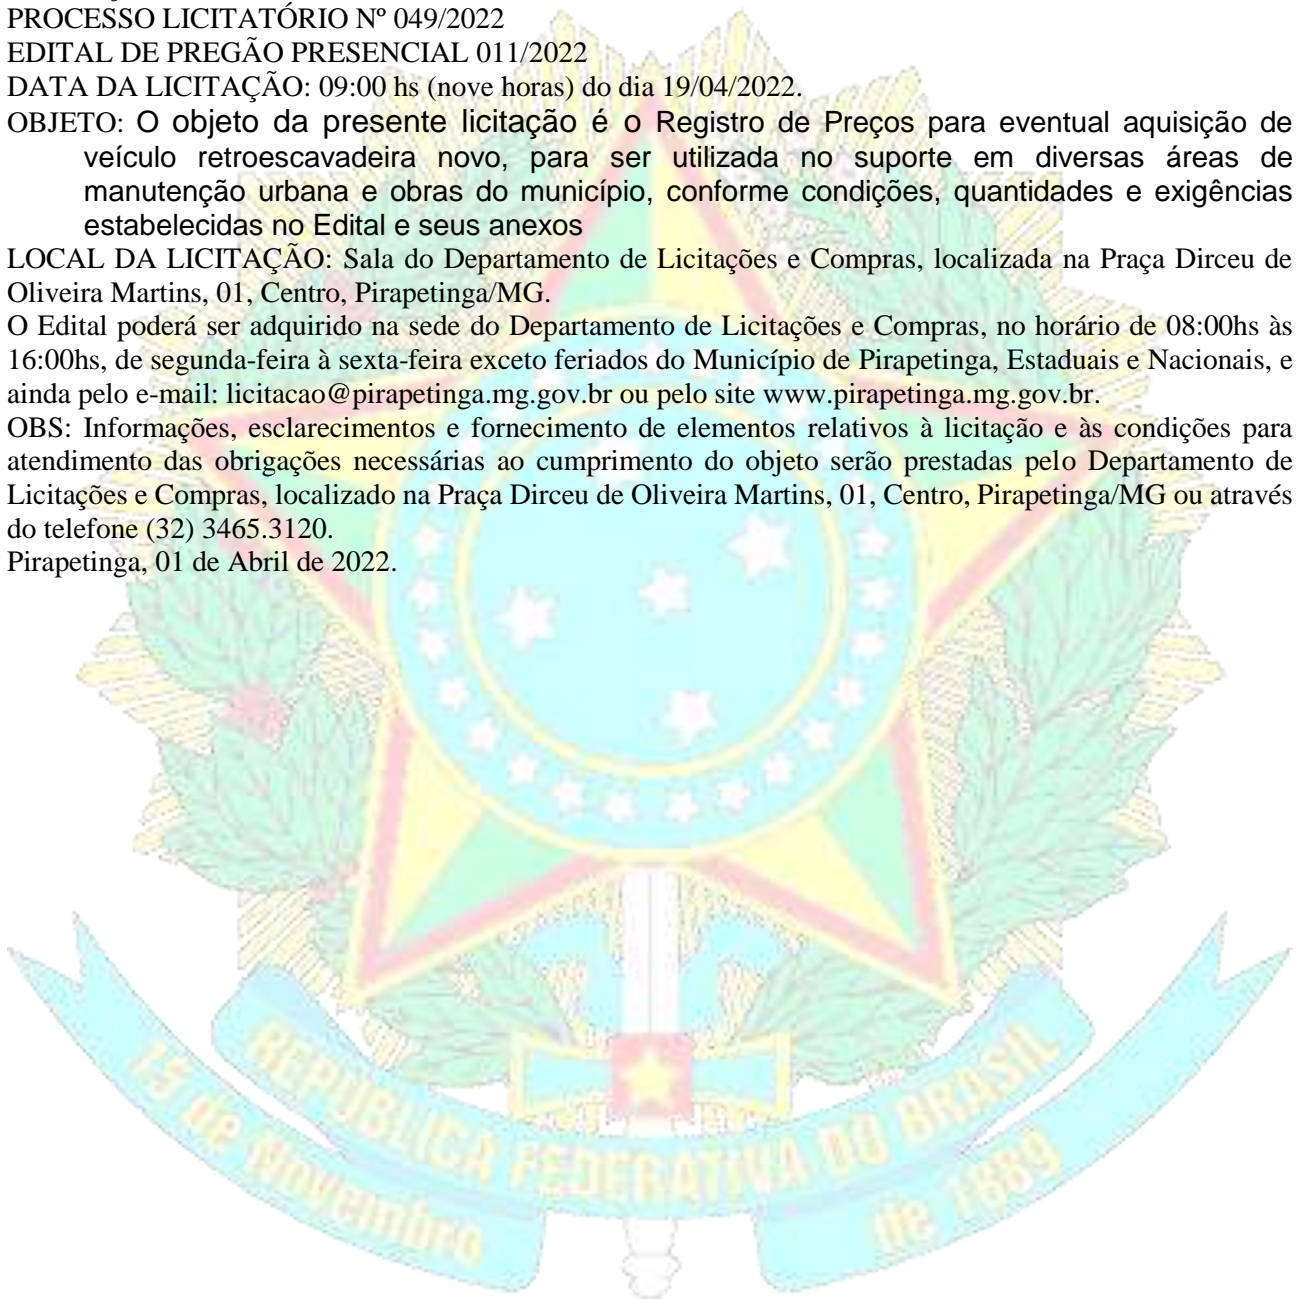 PROCESSO LICITATÓRIO Nº 049/2022
EDITAL DE PREGÃO PRESENCIAL 011/2022
DATA DA LICITAÇÃO: 09:00 hs (nove horas) do dia 19/04/2022.
OBJETO: O objeto da presente licitação é o Registro de Preços para eventual aquisição de
veículo retroescavadeira novo, para ser utilizada no suporte em diversas áreas de
manutenção urbana e obras do município, conforme condições, quantidades e exigências
estabelecidas no Edital e seus anexos
LOCAL DA LICITAÇÃO: Sala do Departamento de Licitações e Compras, localizada na Praça Dirceu de
Oliveira Martins, 01, Centro, Pirapetinga/MG.
O Edital poderá ser adquirido na sede do Departamento de Licitações e Compras, no horário de 08:00hs às
16:00hs, de segunda-feira à sexta-feira exceto feriados do Município de Pirapetinga, Estaduais e Nacionais, e
ainda pelo e-mail: licitacao@pirapetinga.mg.gov.br ou pelo site www.pirapetinga.mg.gov.br.
OBS: Informações, esclarecimentos e fornecimento de elementos relativos à licitação e às condições para
atendimento das obrigações necessárias ao cumprimento do objeto serão prestadas pelo Departamento de
Licitações e Compras, localizado na Praça Dirceu de Oliveira Martins, 01, Centro, Pirapetinga/MG ou através
do telefone (32) 3465.3120.
Pirapetinga, 01 de Abril de 2022.
REPÚBLICA FEDERATIVA DO BRASIL
15 de Novembro de 1889